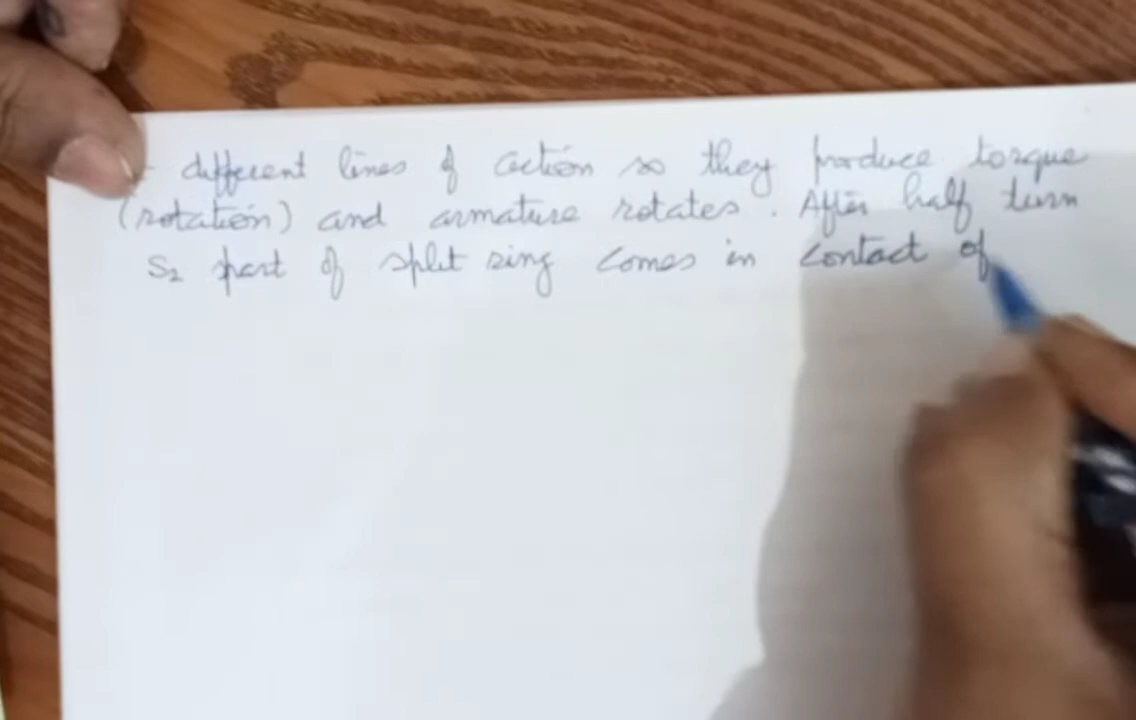 different lines of action so they produce torque
(rotation) and armature rotates. After half turn
S₂ part of split ring comes in contact of